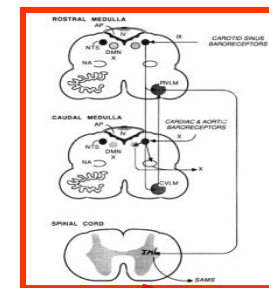 ROSTRAL MEDULLA
AP
IV
IX
CAROTID SINUS
BARORECEPTORS
NTS
DMN
X
NA
RVLM
CAUDAL MEDULLA
AP
IV
CARDIAC & AORTIC
BARORECEPTORS
NTS
DMN
X
X
NA
X
CVLM
SPINAL CORD
IML
SAMS